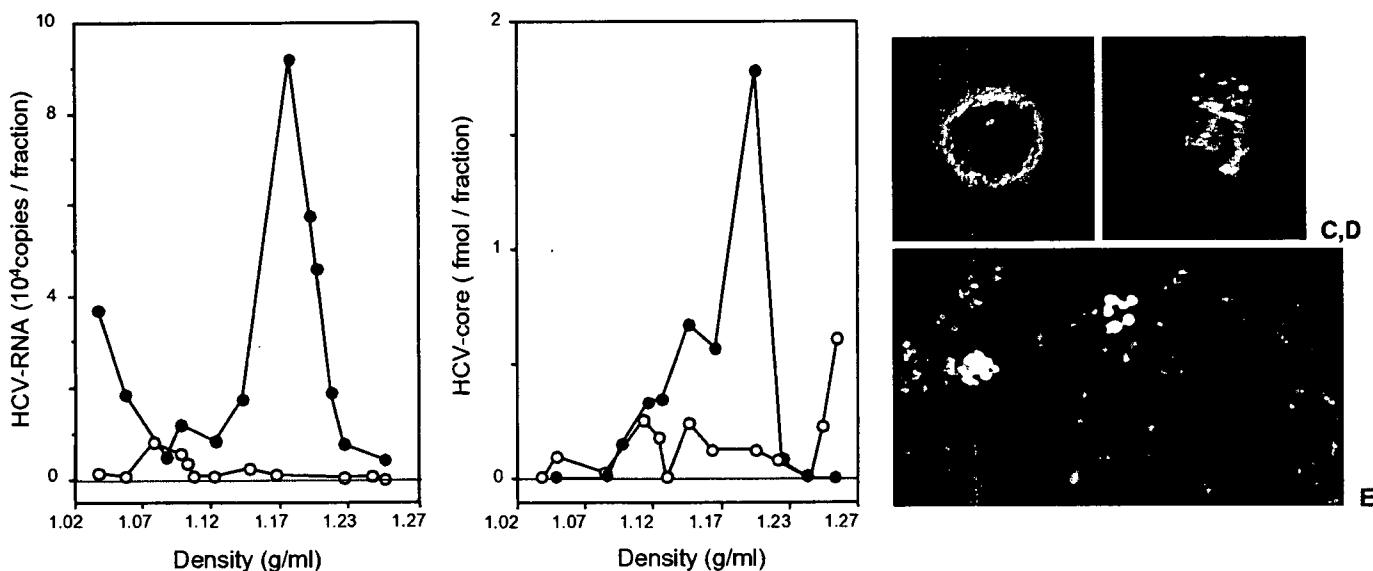 HCV-RNA (10⁴copies / fraction)
10
8
4
0
1.02 1.07 1.12 1.17 1.23 1.27
Density (g/ml)
HCV-core ( fmol / fraction)
2
1
0
1.02 1.07 1.12 1.17 1.23 1.27
Density (g/ml)
C,D
E